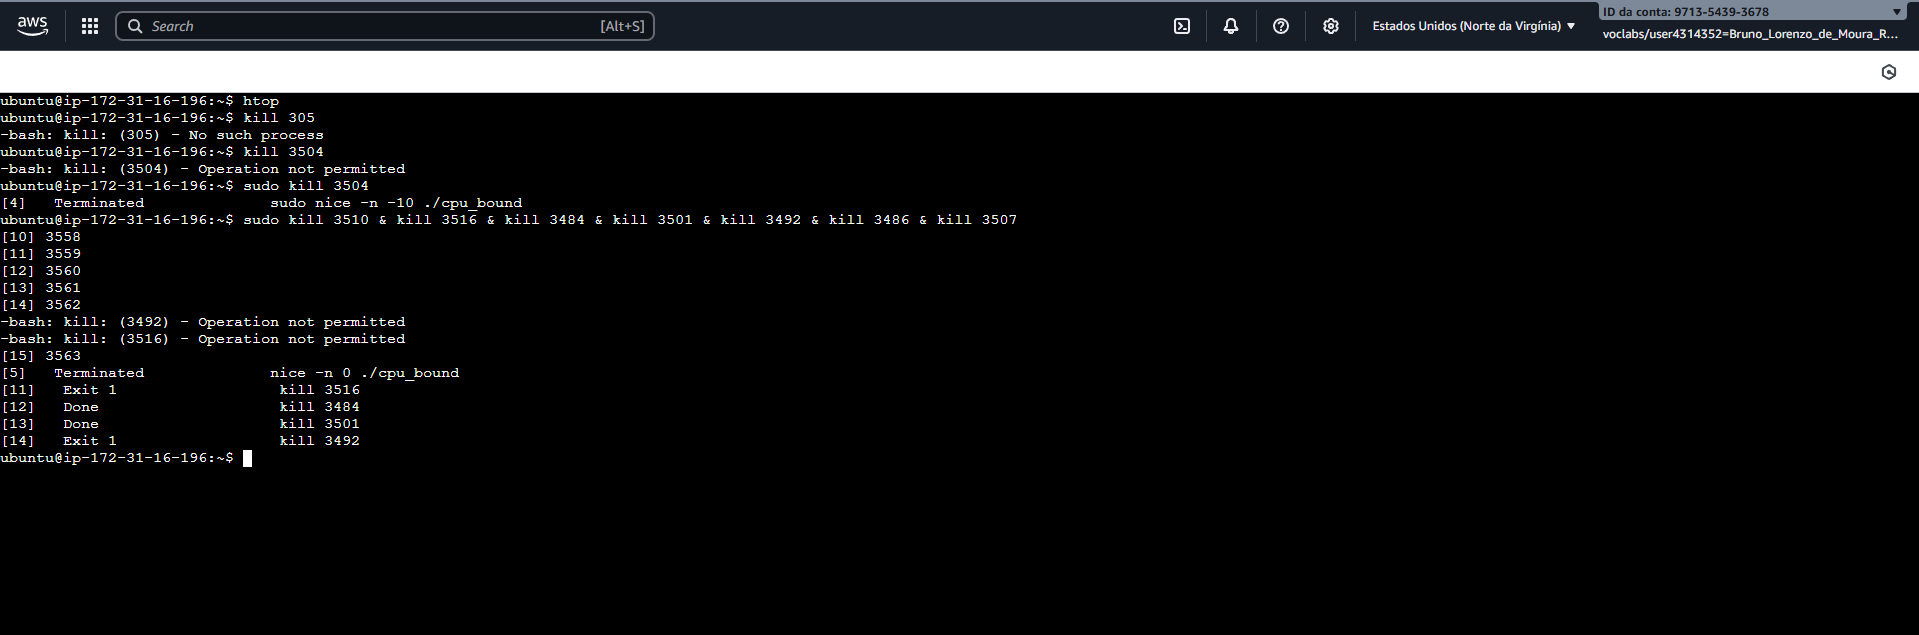 aws
Search [Alt+S]
Estados Unidos (Norte da Virgínia)
ID da conta: 9713-5439-3678
voclabs/user4314352=Bruno_Lorenzo_de_Moura_R...
ubuntu@ip-172-31-16-196:~$ htop
ubuntu@ip-172-31-16-196:~$ kill 305
-bash: kill: (305) - No such process
ubuntu@ip-172-31-16-196:~$ kill 3504
-bash: kill: (3504) - Operation not permitted
ubuntu@ip-172-31-16-196:~$ sudo kill 3504
[4]   Terminated              sudo nice -n -10 ./cpu_bound
ubuntu@ip-172-31-16-196:~$ sudo kill 3510 & kill 3516 & kill 3484 & kill 3501 & kill 3492 & kill 3486 & kill 3507
[10] 3558
[11] 3559
[12] 3560
[13] 3561
[14] 3562
-bash: kill: (3492) - Operation not permitted
-bash: kill: (3516) - Operation not permitted
[15] 3563
[5]   Terminated              nice -n 0 ./cpu_bound
[11]   Exit 1                  kill 3516
[12]   Done                    kill 3484
[13]   Done                    kill 3501
[14]   Exit 1                  kill 3492
ubuntu@ip-172-31-16-196:~$